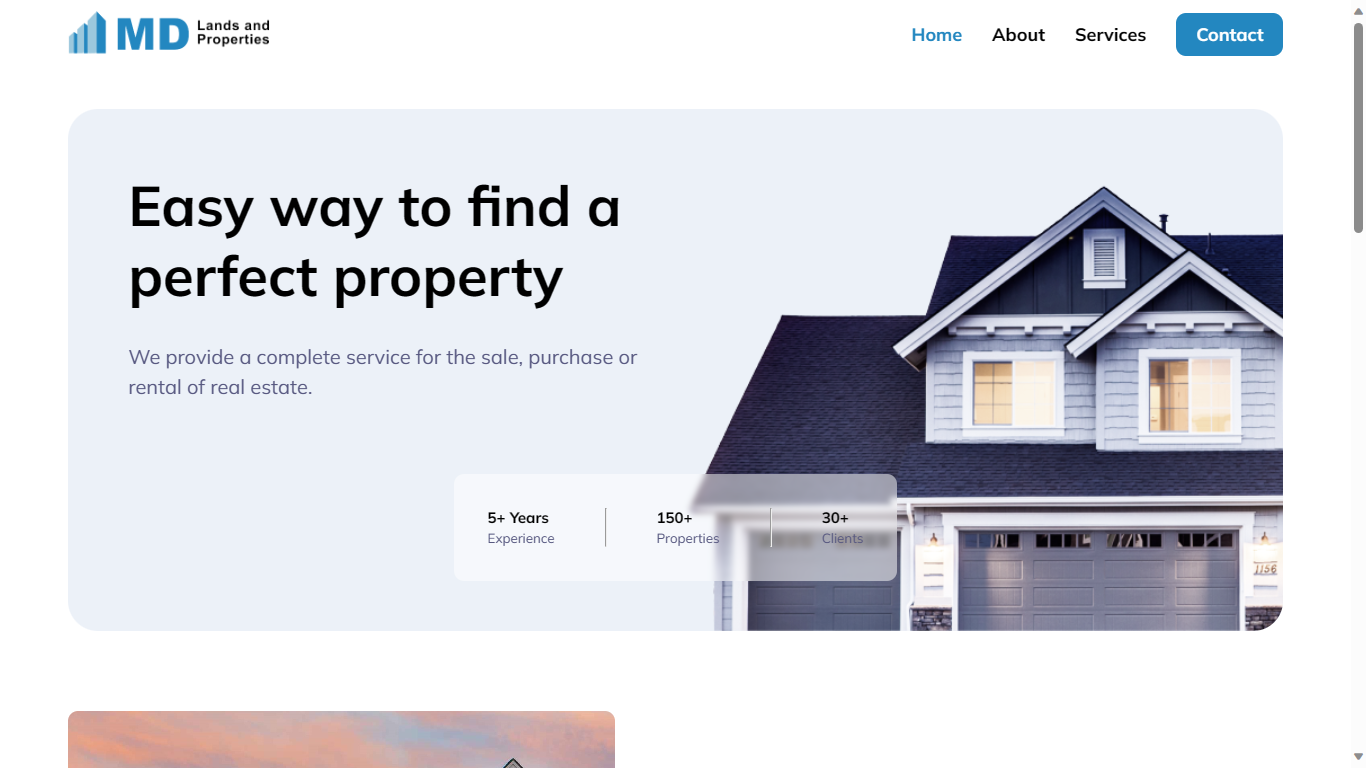 MD Lands and
Properties
Home About Services Contact
Easy way to find a
perfect property
We provide a complete service for the sale, purchase or
rental of real estate.
5+ Years 150+ 30+
Experience Properties Clients
1156